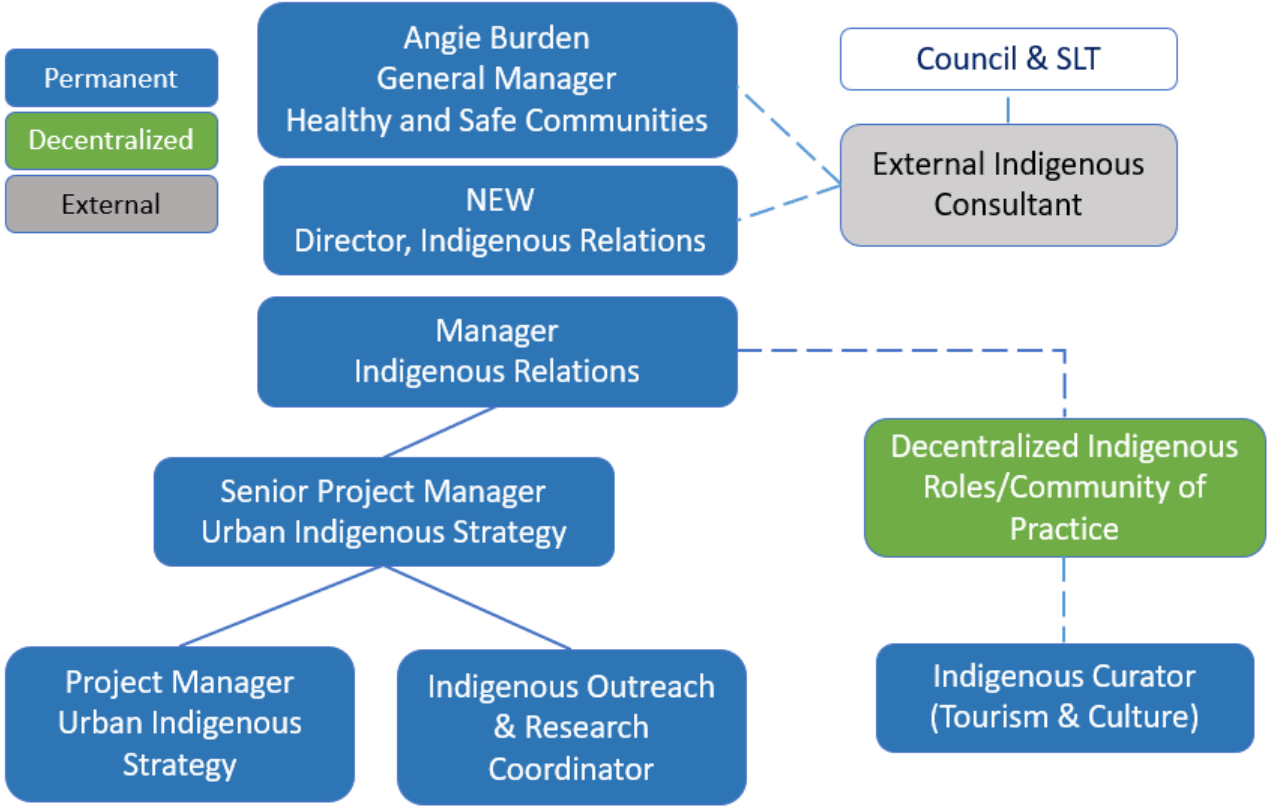 Permanent
Decentralized
External
Angie Burden
General Manager
Healthy and Safe Communities
Council & SLT
External Indigenous
Consultant
NEW
Director, Indigenous Relations
Manager
Indigenous Relations
Senior Project Manager
Urban Indigenous Strategy
Decentralized Indigenous
Roles/Community of
Practice
Project Manager
Urban Indigenous
Strategy
Indigenous Outreach
& Research
Coordinator
Indigenous Curator
(Tourism & Culture)